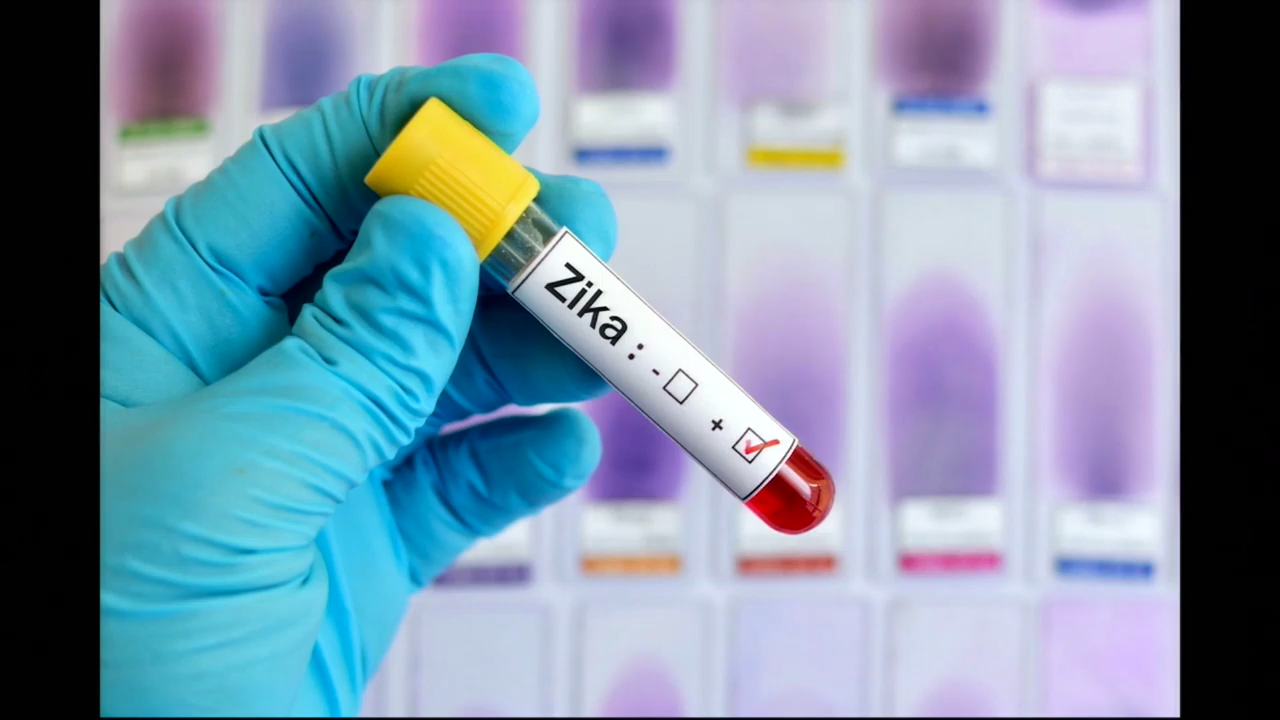 Zika :
- ☐
+ ☑